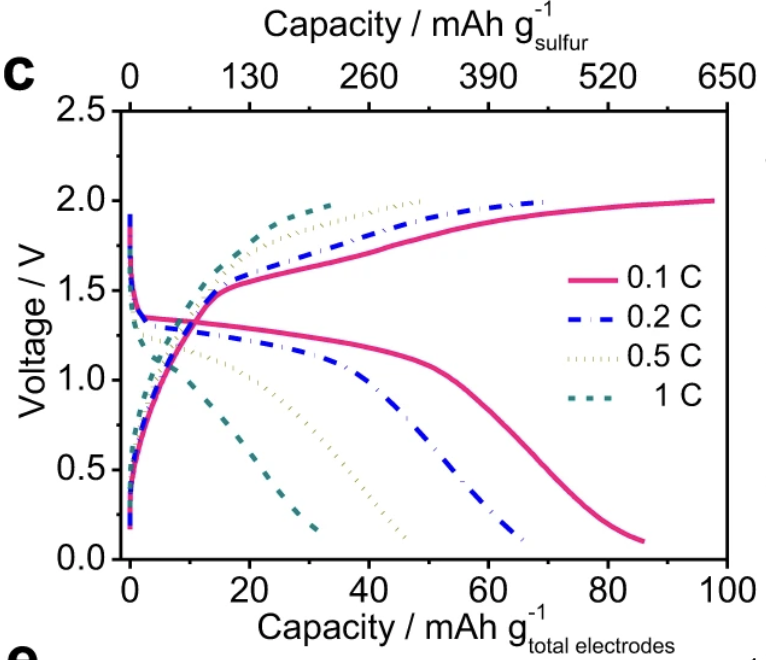 Capacity / mAh g⁻¹sulfur
c
0 130 260 390 520 650
2.5
2.0
1.5
1.0
0.5
0.0
Voltage / V
0.1 C
0.2 C
0.5 C
1 C
0 20 40 60 80 100
Capacity / mAh g⁻¹total electrodes